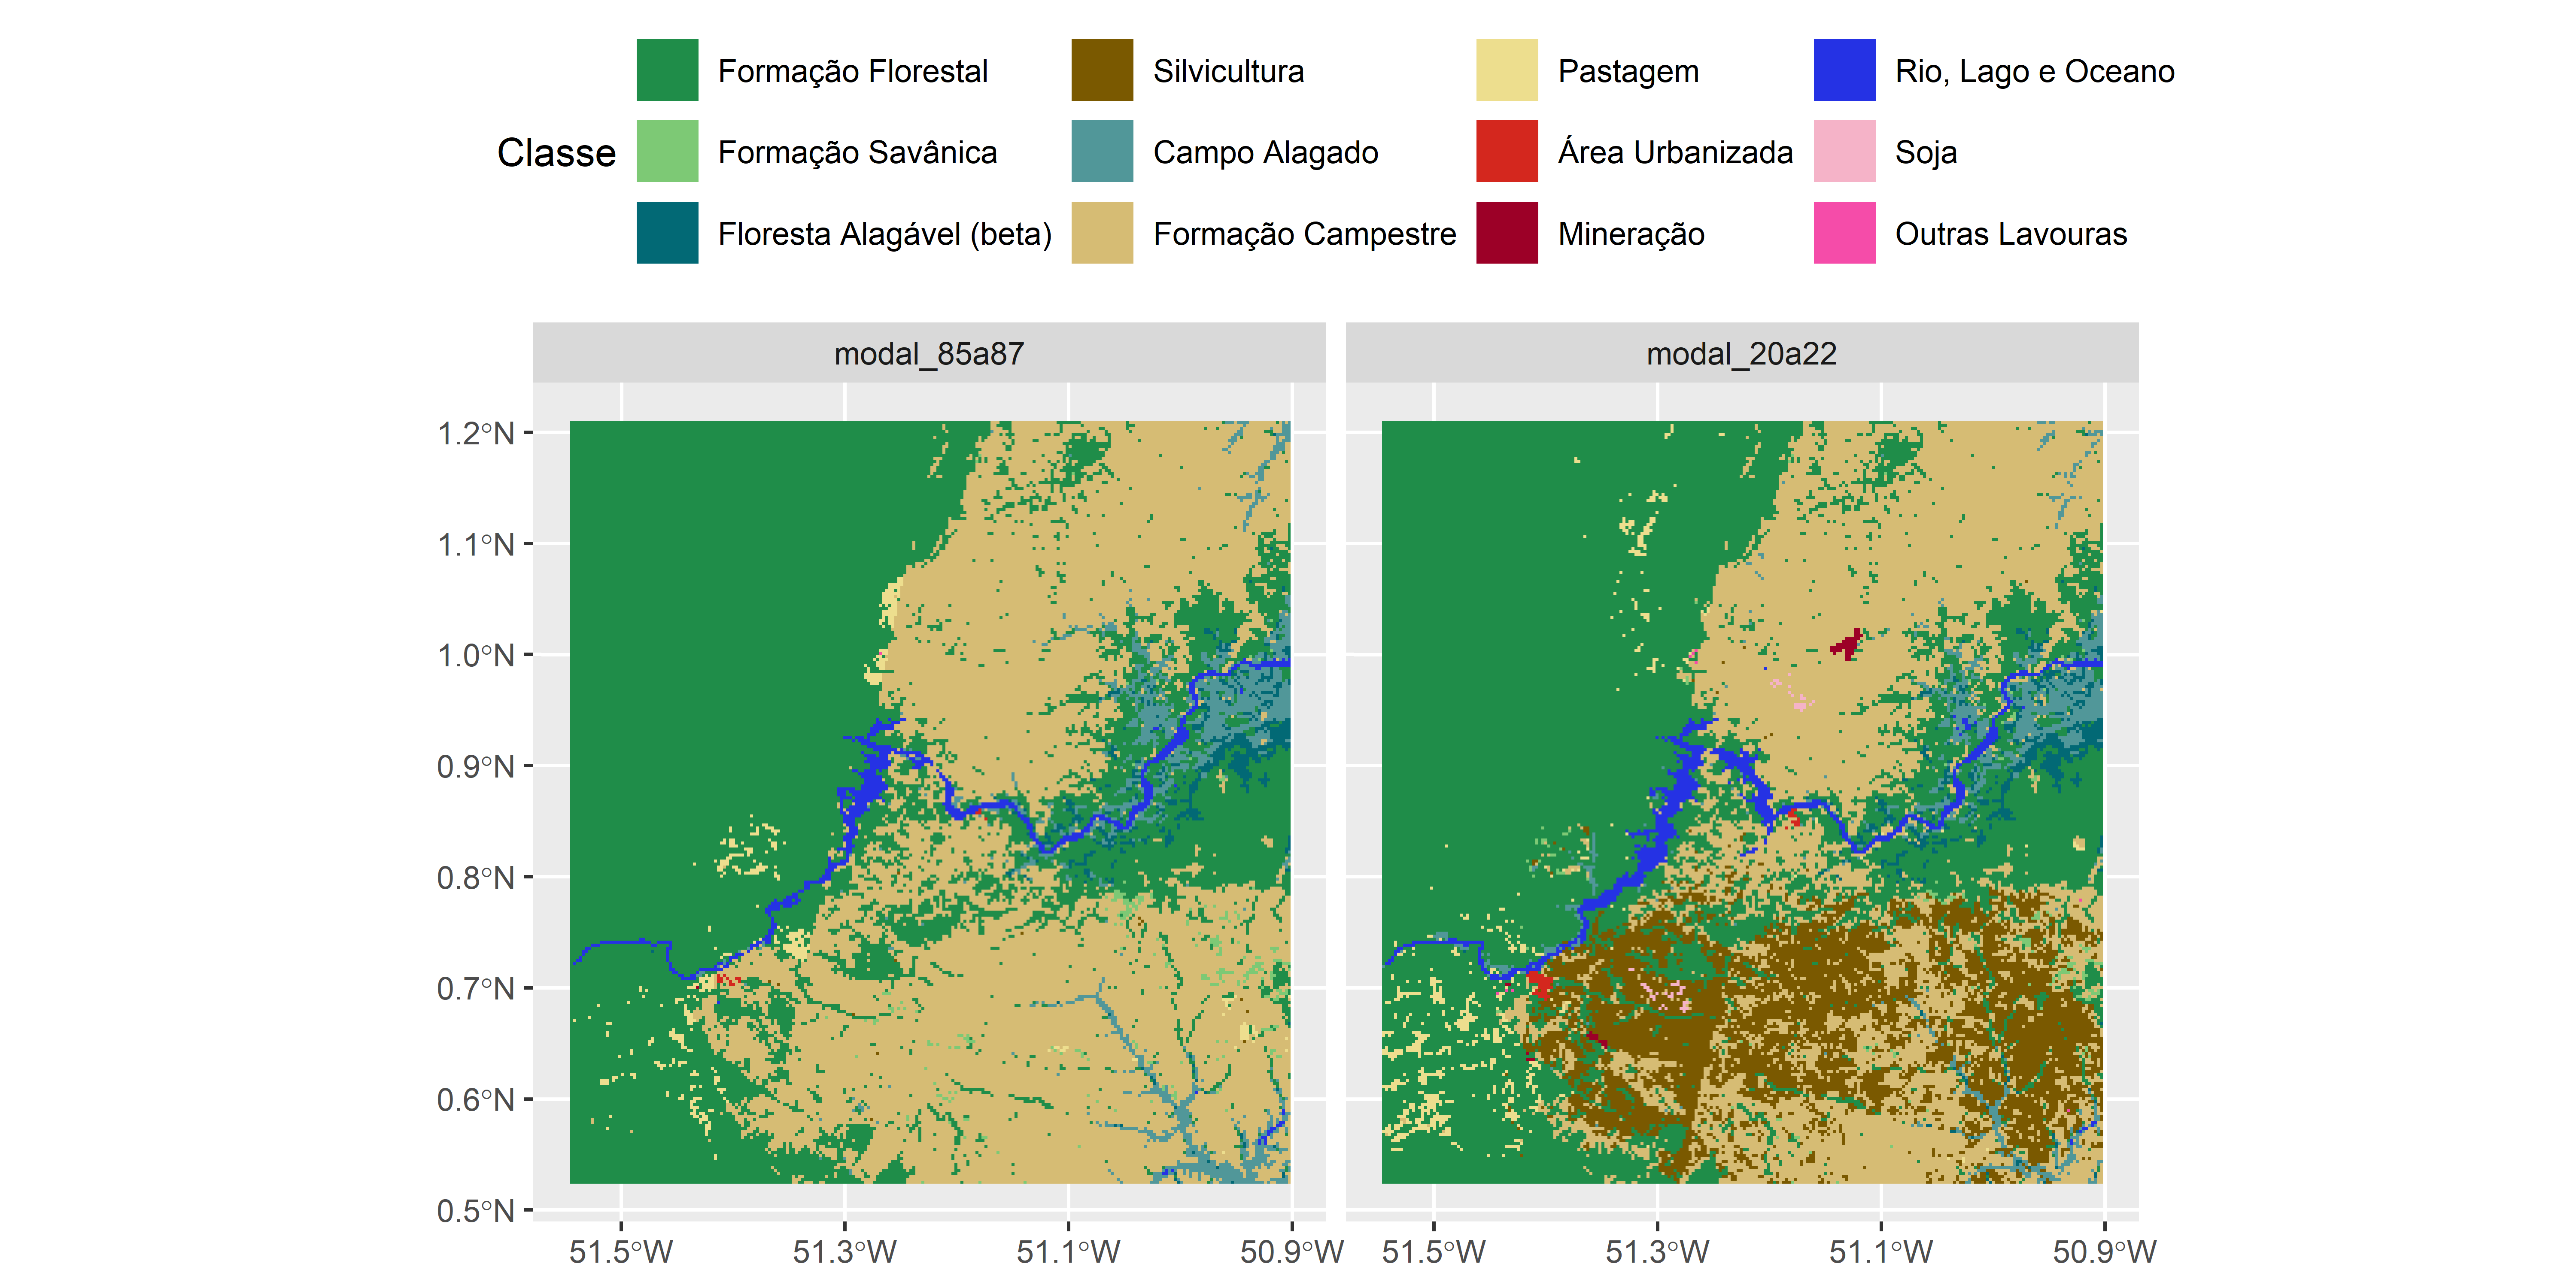 Classe
Formação Florestal
Formação Savânica
Floresta Alagável (beta)
Silvicultura
Campo Alagado
Formação Campestre
Pastagem
Área Urbanizada
Mineração
Rio, Lago e Oceano
Soja
Outras Lavouras
modal_85a87
modal_20a22
1.2°N
1.1°N
1.0°N
0.9°N
0.8°N
0.7°N
0.6°N
0.5°N
51.5°W 51.3°W 51.1°W 50.9°W
51.5°W 51.3°W 51.1°W 50.9°W